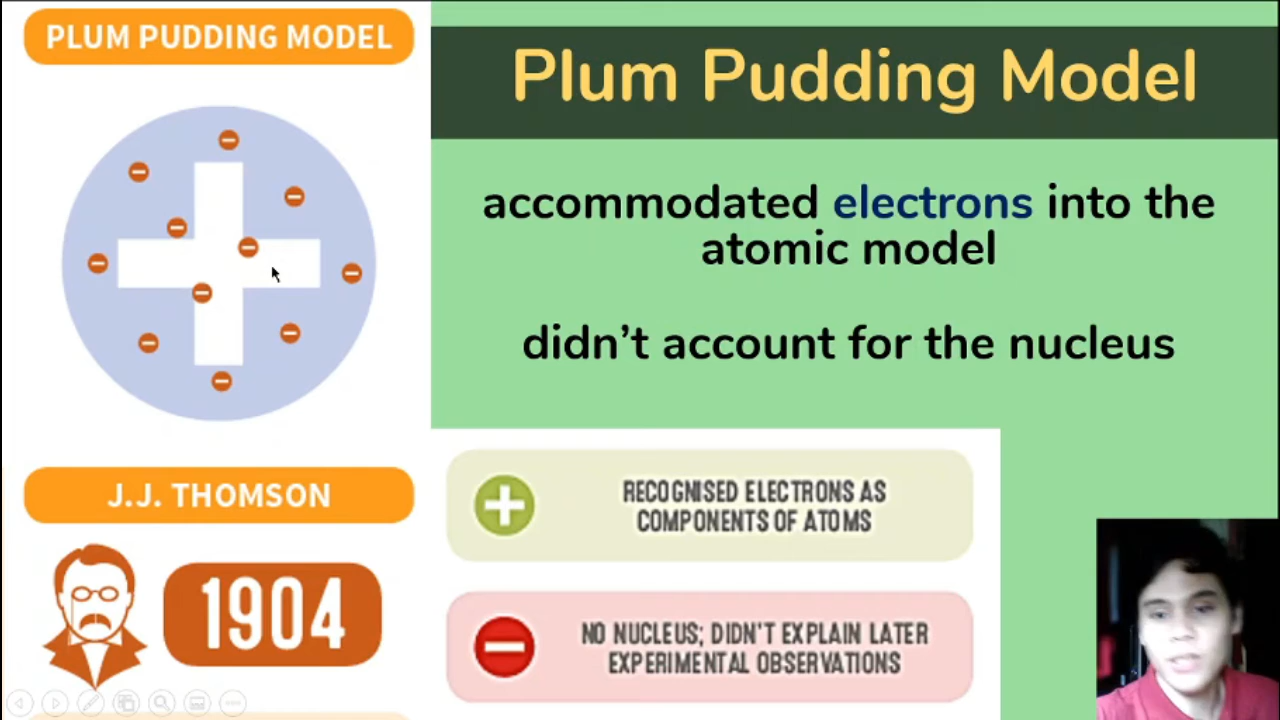 PLUM PUDDING MODEL
J.J. THOMSON
1904
Plum Pudding Model
accommodated electrons into the
atomic model
didn't account for the nucleus
RECOGNISED ELECTRONS AS
COMPONENTS OF ATOMS
NO NUCLEUS; DIDN'T EXPLAIN LATER
EXPERIMENTAL OBSERVATIONS